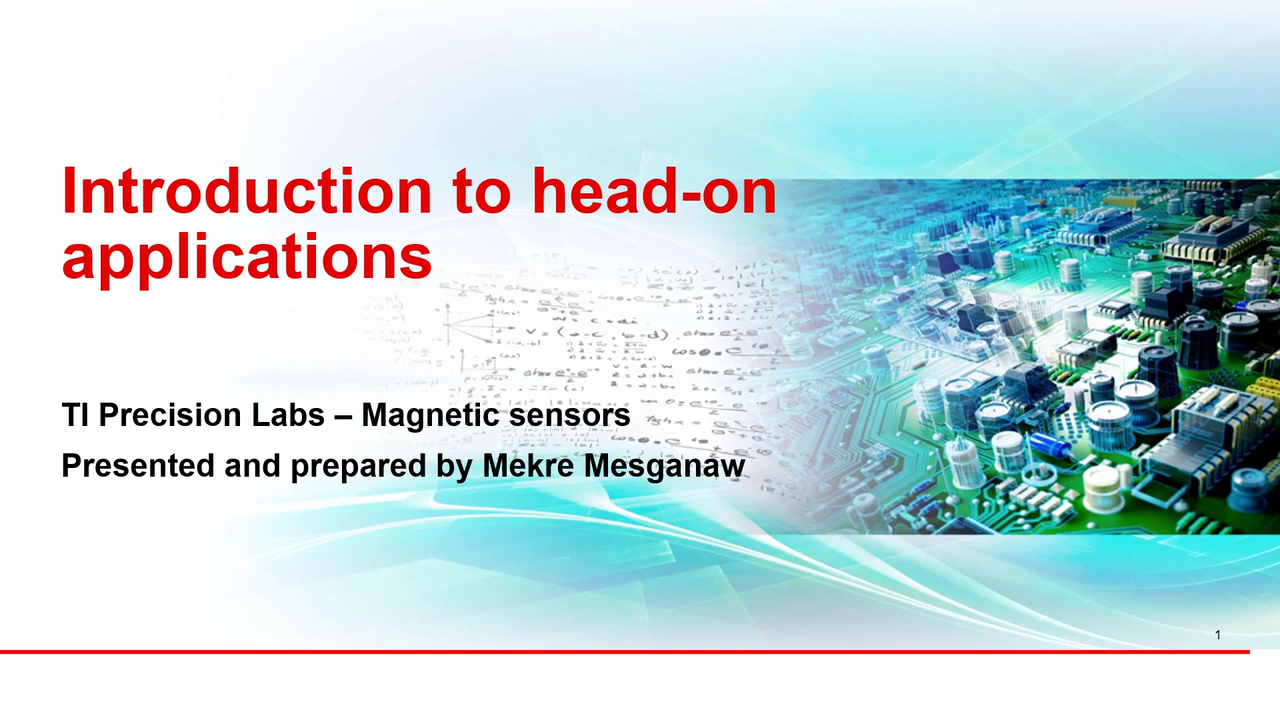 Introduction to head-on
applications
TI Precision Labs – Magnetic sensors
Presented and prepared by Mekre Mesganaw
1